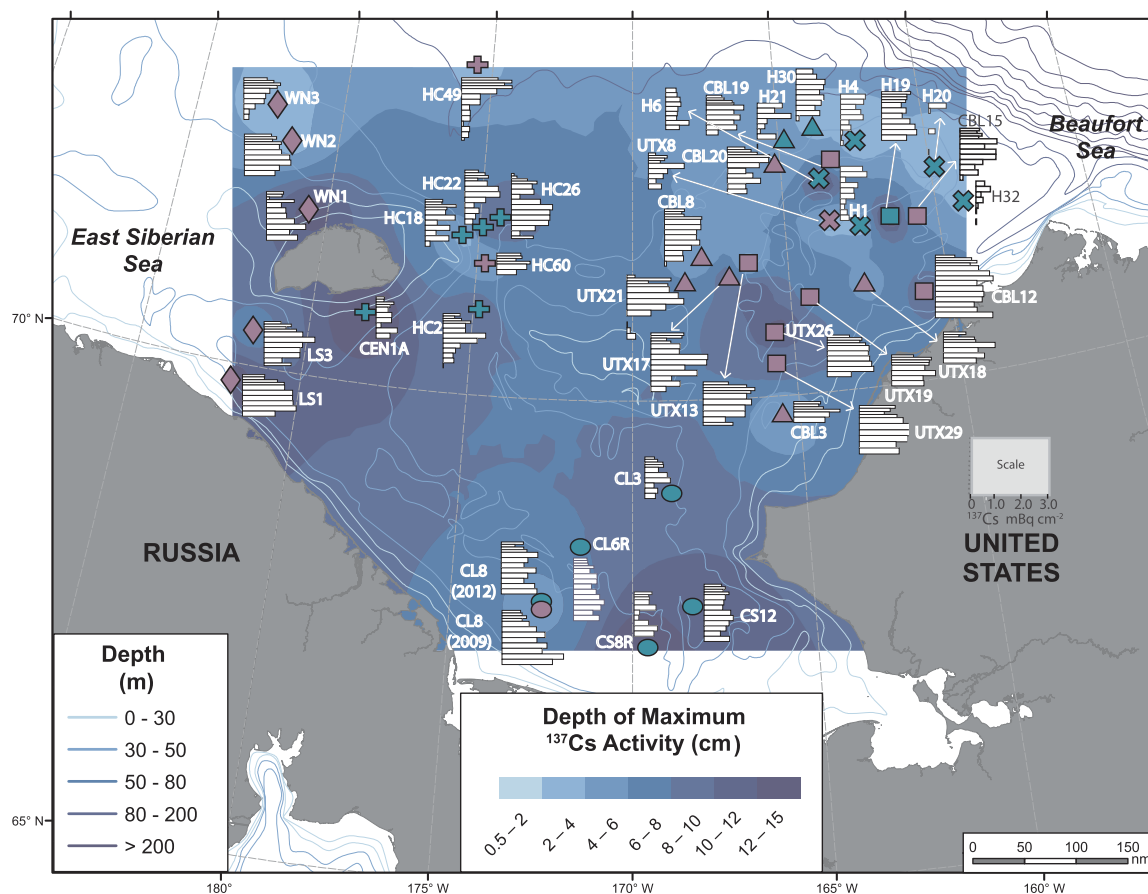 HC49
CBL19
H30
H21
H4
H19
H20
H6
CBL15
WN3
Beaufort
Sea
WN2
UTX8
CBL20
H32
WN1
HC22
HC26
HC18
CBL8
H1
East Siberian
Sea
HC60
UTX21
CBL12
70° N
CEN1A
HC2
UTX26
LS3
UTX17
UTX18
UTX19
LS1
UTX13
CBL3
UTX29
CL3
Scale
0 1.0 2.0 3.0
137Cs mBq cm-2
RUSSIA
UNITED
STATES
CL6R
CL8
(2012)
CL8
(2009)
CS12
CS8R
Depth
(m)
0 - 30
30 - 50
50 - 80
80 - 200
> 200
Depth of Maximum
137Cs Activity (cm)
0.5 – 2
2 – 4
4 – 6
6 – 8
8 – 10
10 – 12
12 – 15
65° N
0 50 100 150
nm
180°
175° W
170° W
165° W
160° W